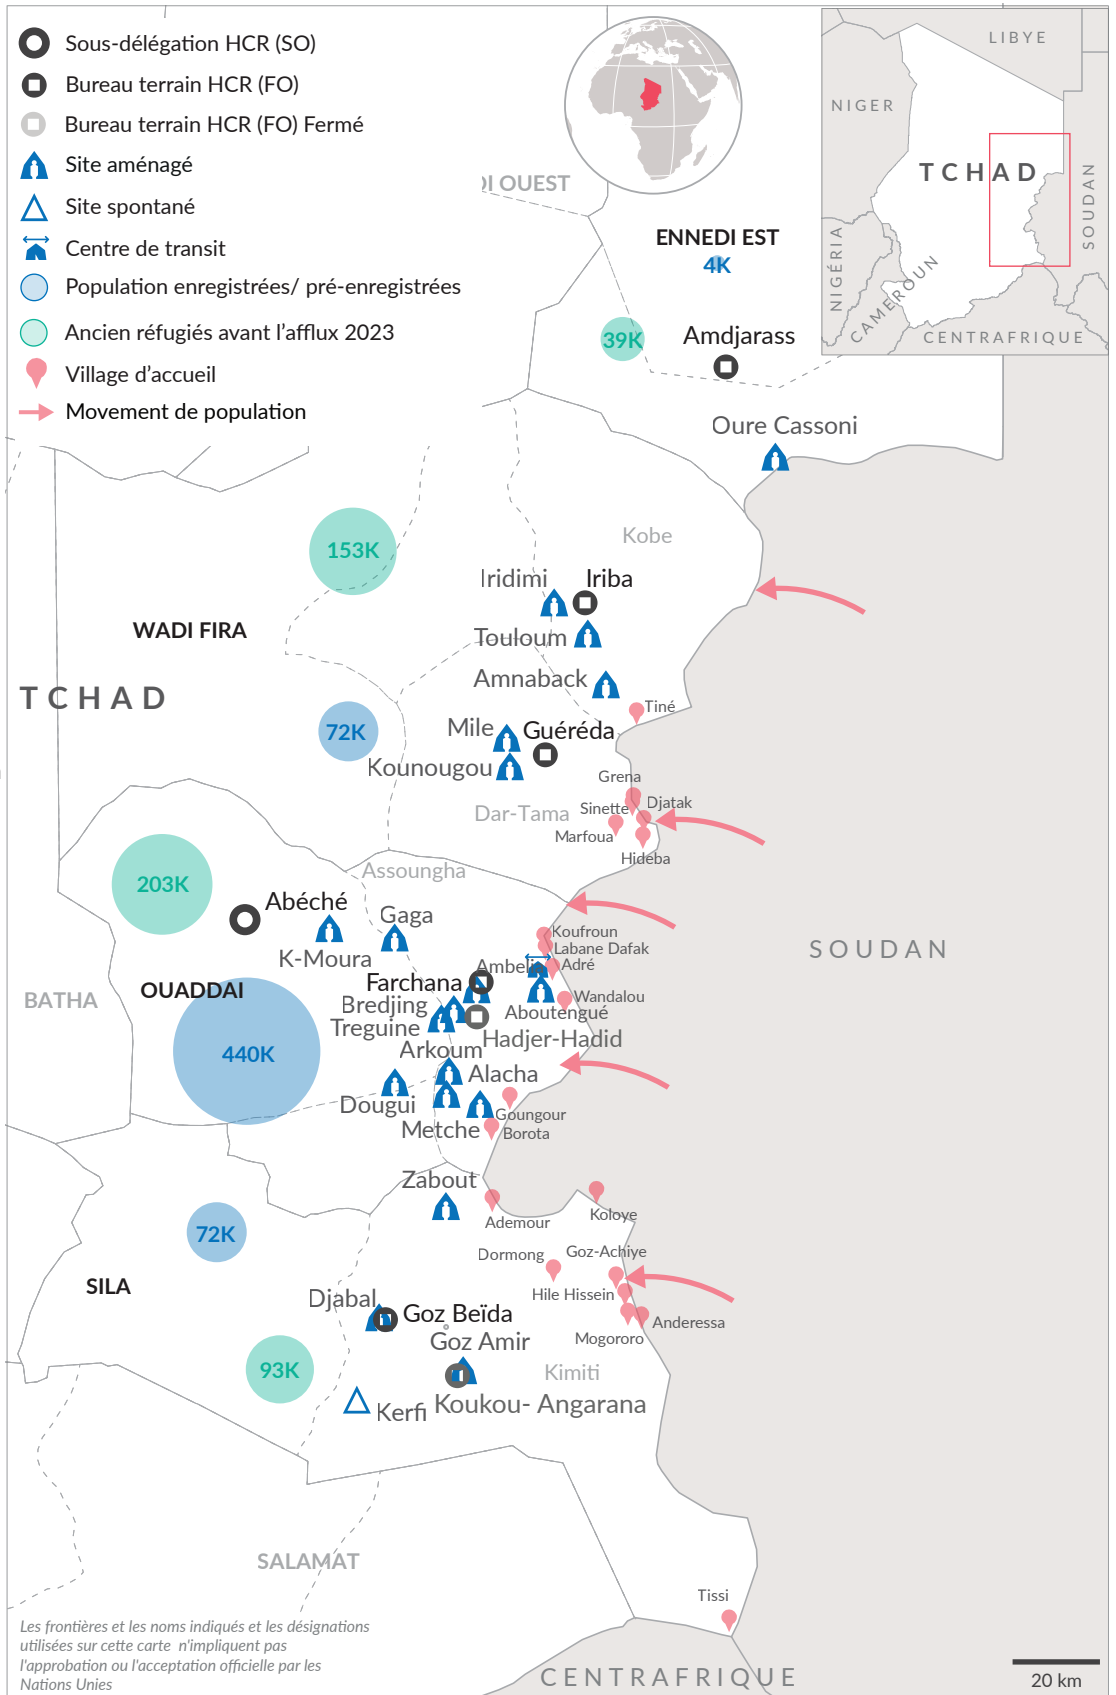 Sous-délégation HCR (SO)
Bureau terrain HCR (FO)
Bureau terrain HCR (FO) Fermé
Site aménagé
Site spontané
Centre de transit
Population enregistrées/ pré-enregistrées
Ancien réfugiés avant l'afflux 2023
Village d'accueil
Movement de population
LIBYE
NIGER
TCHAD
SOUDAN
NIGÉRIA
CAMEROUN
CENTRAFRIQUE
DI OUEST
ENNEDI EST
4K
39K
Amdjarass
Oure Cassoni
153K
Kobe
Iridimi
Iriba
WADI FIRA
Touloum
TCHAD
Amnaback
Tiné
72K
Mile
Guéréda
Kounougou
Grena
Sinette
Djatak
Dar-Tama
Marfoua
Hideba
Assoungha
203K
Abéché
Gaga
K-Moura
Koufroun
Labane Dafak
Ambelia
Adré
SOUDAN
BATHA
OUADDAI
Farchana
Bredjing
Treguine
Wandalou
Aboutengué
Hadjer-Hadid
440K
Arkoum
Alacha
Dougui
Metche
Goungour
Borota
Zabout
Ademour
Koloye
72K
Dormong
Goz-Achiye
SILA
Hile Hissein
Djabal
Goz Beïda
Anderessa
Mogororo
Goz Amir
93K
Kimiti
Kerfi
Koukou- Angarana
SALAMAT
Tissi
Les frontières et les noms indiqués et les désignations
utilisées sur cette carte n'impliquent pas
l'approbation ou l'acceptation officielle par les
Nations Unies
CENTRAFRIQUE
20 km